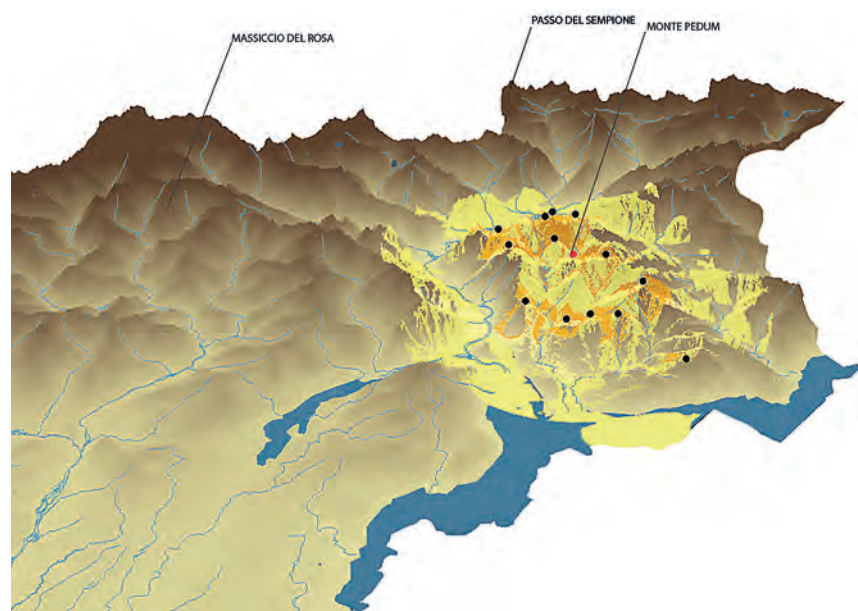 MASSICCIO DEL ROSA
PASSO DEL SEMPIONE
MONTE PEDUM